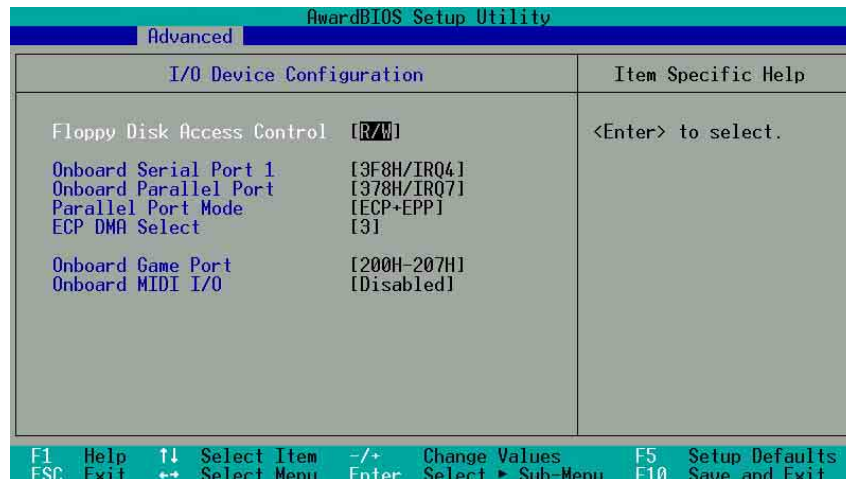 AwardBIOS Setup Utility
Advanced
I/O Device Configuration
Item Specific Help
Floppy Disk Access Control [R/W]
<Enter> to select.
Onboard Serial Port 1 [3F8H/IRQ4]
Onboard Parallel Port [378H/IRQ7]
Parallel Port Mode [ECP+EPP]
ECP DMA Select [3]
Onboard Game Port [200H-207H]
Onboard MIDI I/O [Disabled]
F1 Help ↑↓ Select Item -/+ Change Values F5 Setup Defaults
ESC Exit ←→ Select Menu Enter Select ► Sub-Menu F10 Save and Exit